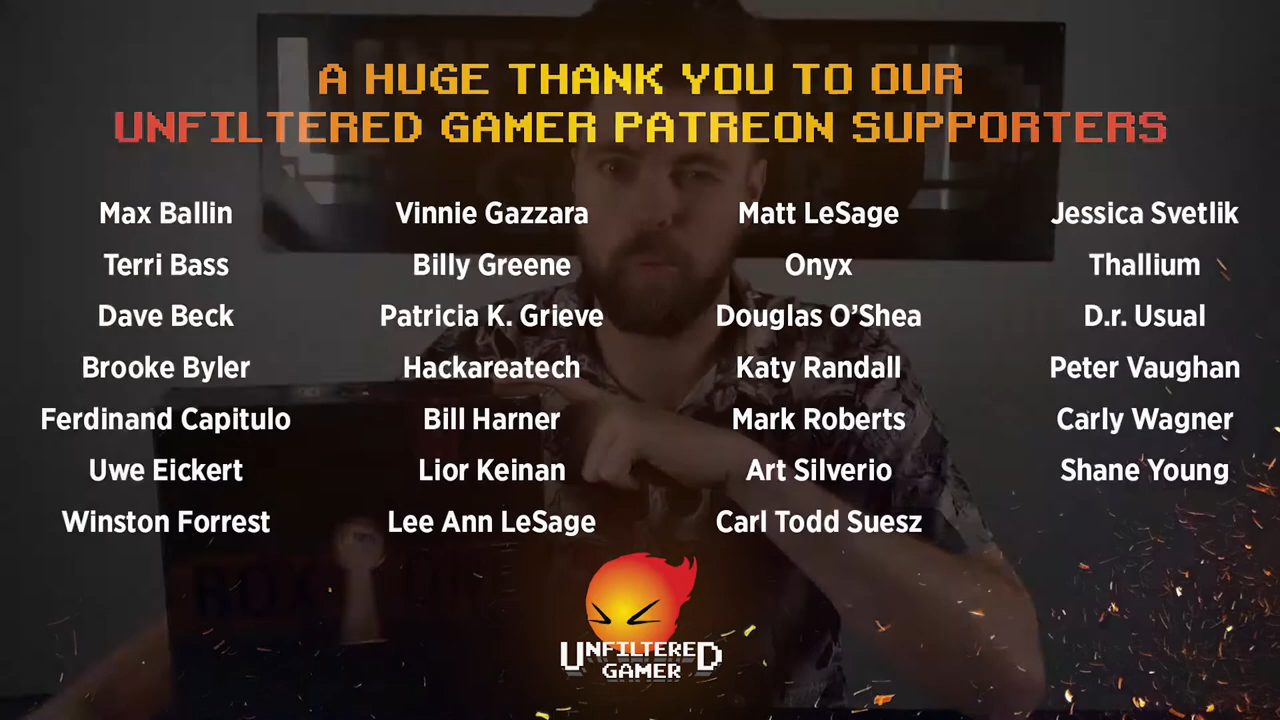 A HUGE THANK YOU TO OUR
UNFILTERED GAMER PATREON SUPPORTERS
Max Ballin
Terri Bass
Dave Beck
Brooke Byler
Ferdinand Capitulo
Uwe Eickert
Winston Forrest
Vinnie Gazzara
Billy Greene
Patricia K. Grieve
Hackareatech
Bill Harner
Lior Keinan
Lee Ann LeSage
Matt LeSage
Onyx
Douglas O’Shea
Katy Randall
Mark Roberts
Art Silverio
Carl Todd Suesz
Jessica Svetlik
Thallium
D.r. Usual
Peter Vaughan
Carly Wagner
Shane Young
UNFILTERED
GAMER